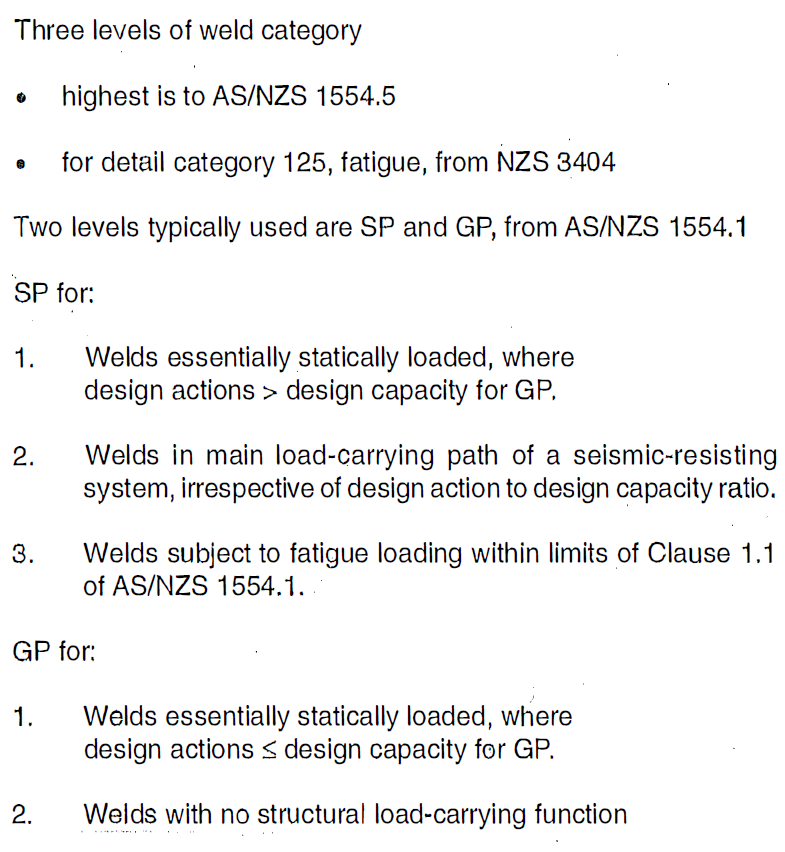 Three levels of weld category
• highest is to AS/NZS 1554.5
• for detail category 125, fatigue, from NZS 3404
Two levels typically used are SP and GP, from AS/NZS 1554.1
SP for:
1. Welds essentially statically loaded, where
design actions > design capacity for GP.
2. Welds in main load-carrying path of a seismic-resisting
system, irrespective of design action to design capacity ratio.
3. Welds subject to fatigue loading within limits of Clause 1.1
of AS/NZS 1554.1.
GP for:
1. Welds essentially statically loaded, where
design actions ≤ design capacity for GP.
2. Welds with no structural load-carrying function